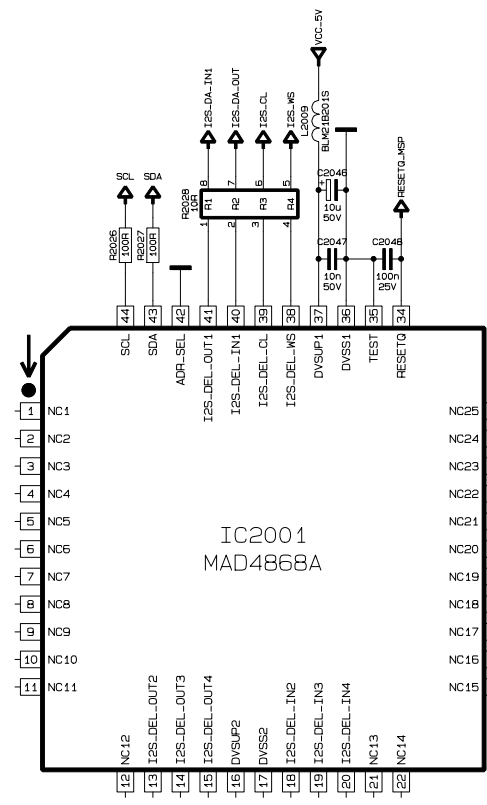 VCC_5V
I2S_DA_IN1
I2S_DA_OUT
I2S_CL
I2S_WS
L2009
BLM21B201S
RESETQ_MSP
SCL
SDA
R2028
10R
8
7
6
5
R1
R2
R3
R4
1
2
3
4
C2046
+
10u
50V
R2026
100R
R2027
100R
C2047
10n
50V
100n
25V
44
43
42
41
40
39
38
37
36
35
34
SCL
SDA
ADR_SEL
I2S_DEL_OUT1
I2S_DEL_IN1
I2S_DEL_CL
I2S_DEL_WS
DVSUP1
DVSS1
TEST
RESETQ
1 NC1
NC25
2 NC2
NC24
3 NC3
NC23
4 NC4
NC22
5 NC5
NC21
6 NC6
NC20
7 NC7
NC19
8 NC8
NC18
9 NC9
NC17
10 NC10
NC16
11 NC11
NC15
IC2001
MAD4868A
NC12
I2S_DEL_OUT2
I2S_DEL_OUT3
I2S_DEL_OUT4
DVSUP2
DVSS2
I2S_DEL_IN2
I2S_DEL_IN3
I2S_DEL_IN4
NC13
NC14
12
13
14
15
16
17
18
19
20
21
22